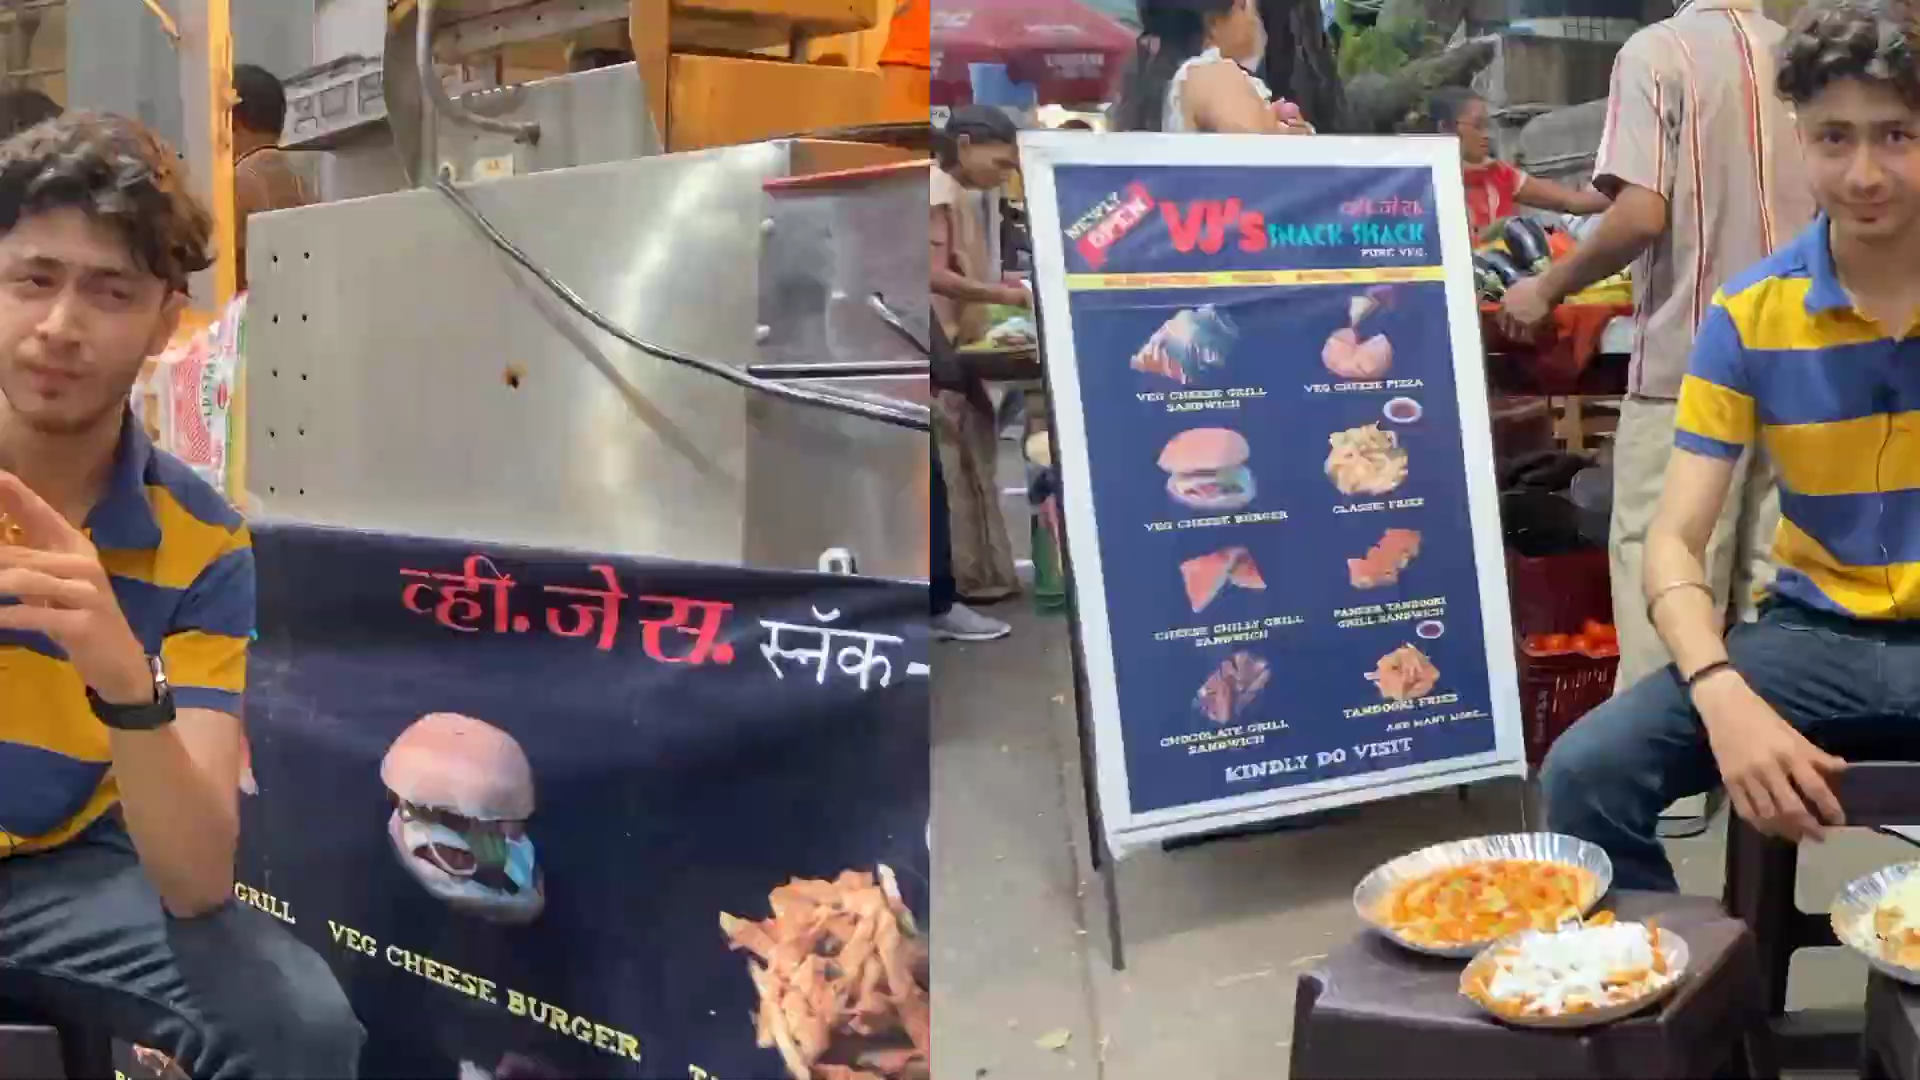 व्ही. जे स. स्नॅक -
GRILL
VEG CHEESE BURGER
NEWLY
OPEN
व्ही.जे स.
VJ's SNACK SHACK
PURE VEG.
VEG CHEESE GRILL
SANDWICH
VEG CHEESE PIZZA
VEG CHEESE BURGER
CLASSIC FRIES
CHEESE CHILLY GRILL
SANDWICH
PANEER TANDOORI
GRILL SANDWICH
CHOCOLATE GRILL
SANDWICH
TANDOORI FRIES
AND MANY MORE...
KINDLY DO VISIT